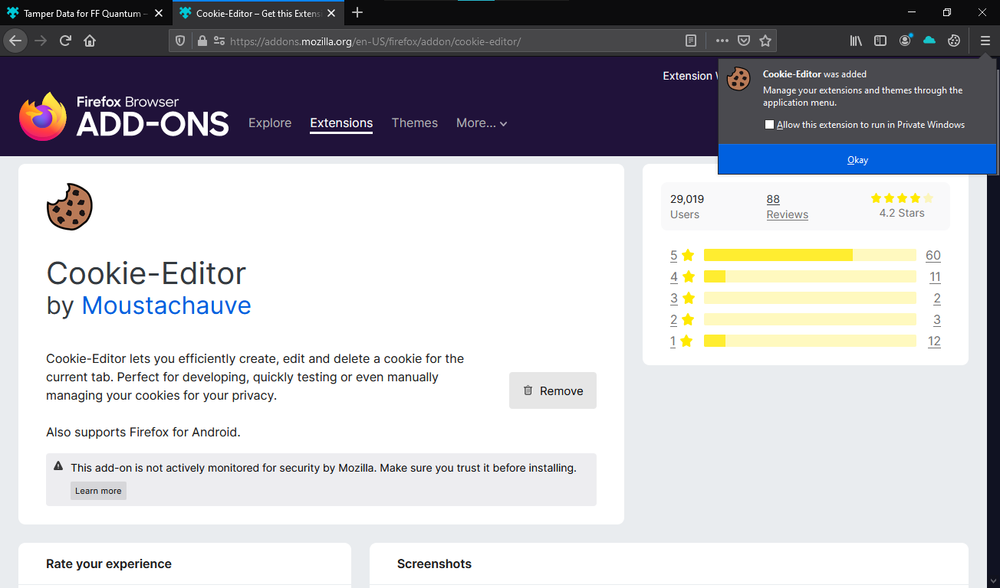 Tamper Data for FF Quantum –
Cookie-Editor – Get this Extens
https://addons.mozilla.org/en-US/firefox/addon/cookie-editor/
Cookie-Editor was added
Manage your extensions and themes through the
application menu.
Allow this extension to run in Private Windows
Okay
Extension
Firefox Browser
ADD-ONS
Explore
Extensions
Themes
More...
Cookie-Editor
by Moustachauve
Cookie-Editor lets you efficiently create, edit and delete a cookie for the
current tab. Perfect for developing, quickly testing or even manually
managing your cookies for your privacy.
Also supports Firefox for Android.
Remove
This add-on is not actively monitored for security by Mozilla. Make sure you trust it before installing.
Learn more
29,019
Users
88
Reviews
4.2 Stars
5 60
4 11
3 2
2 3
1 12
Rate your experience
Screenshots